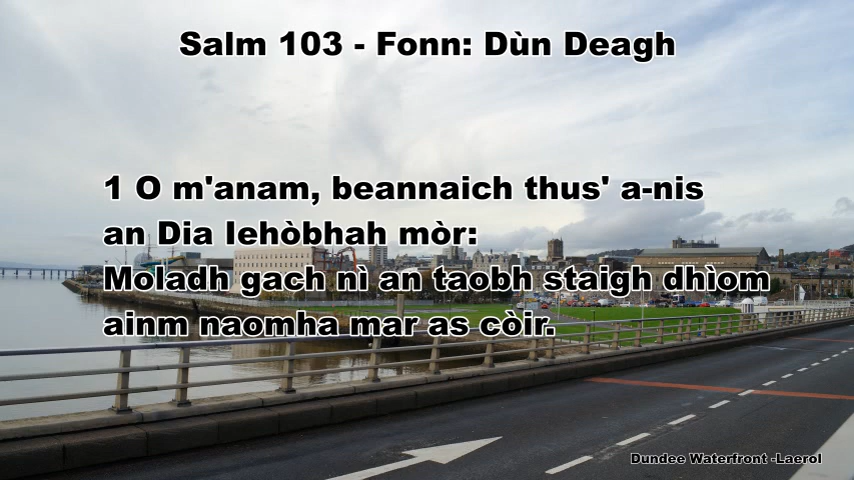 Salm 103 - Fonn: Dùn Deagh
1 O m'anam, beannaich thus' a-nis
an Dia Iehòbhah mòr:
Moladh gach nì an taobh staigh dhìom
ainm naomha mar as còir.
Dundee Waterfront -Laerol